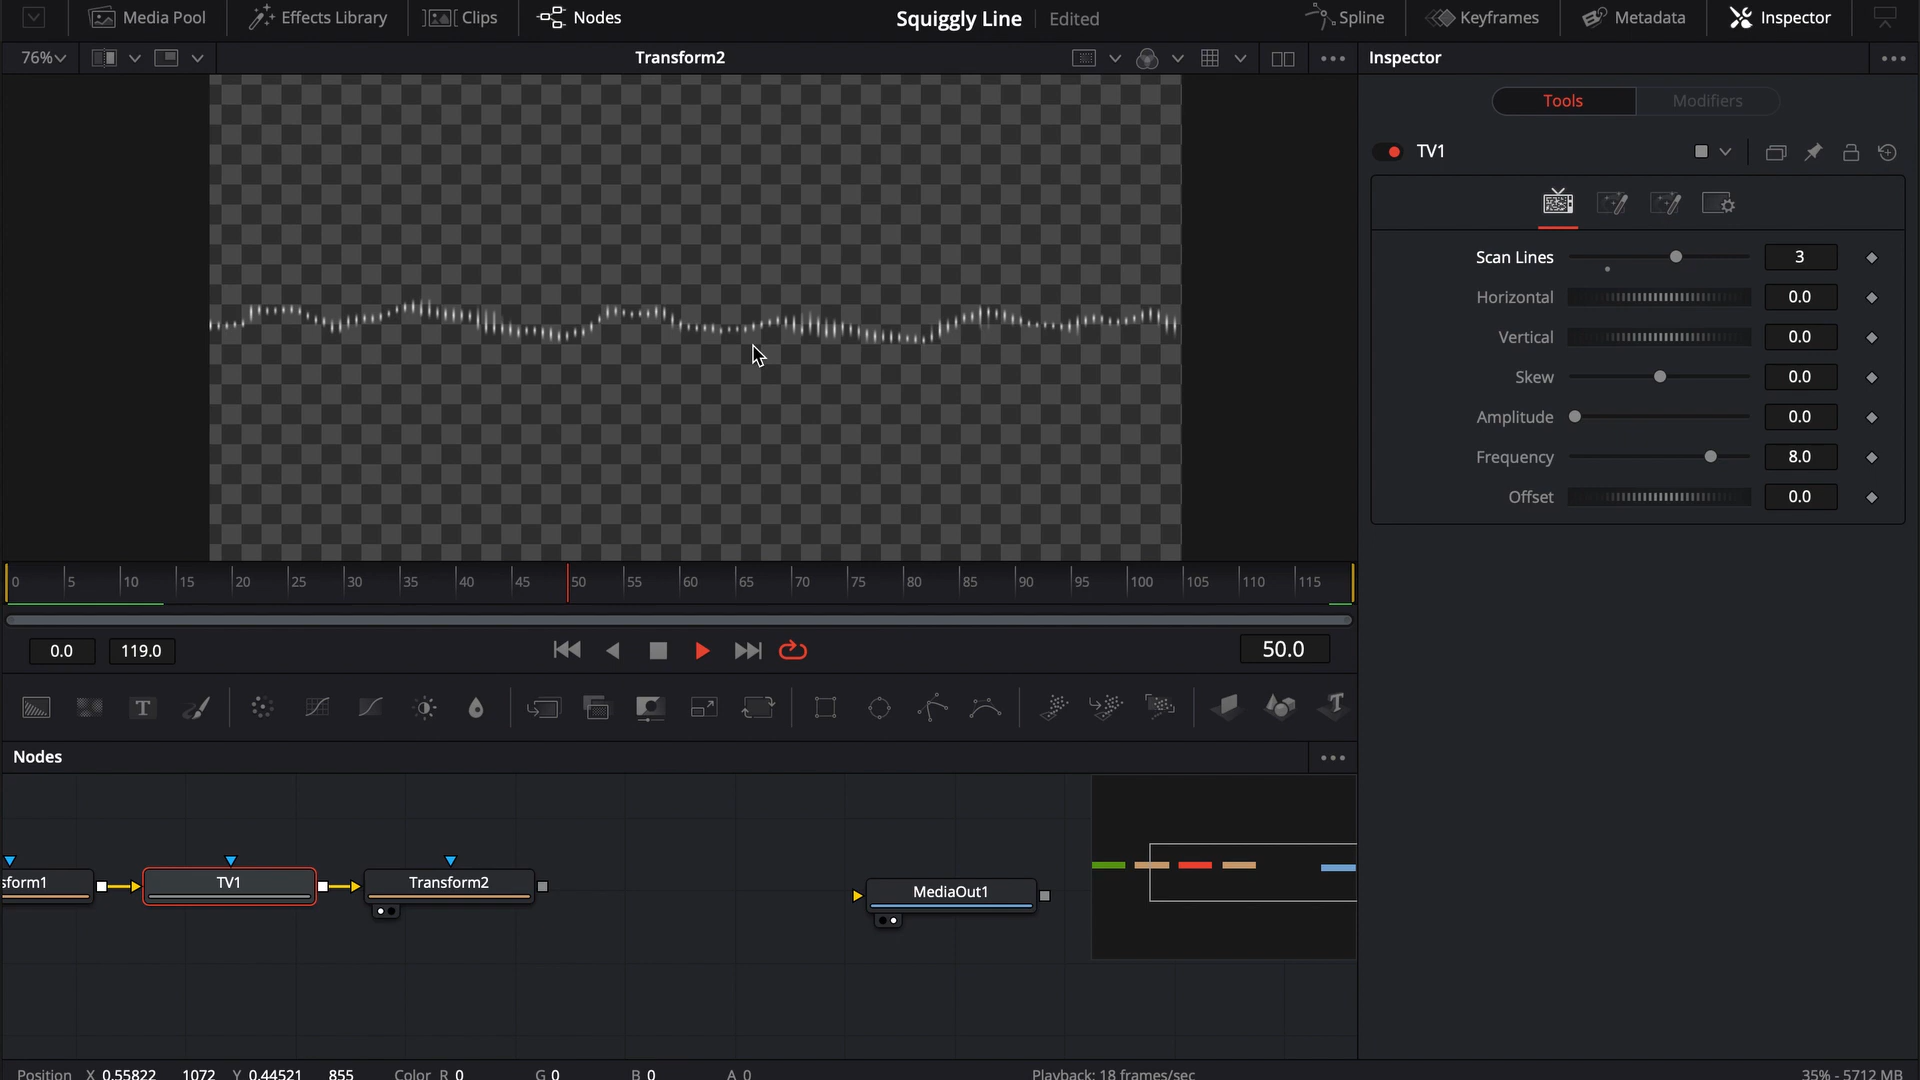 Media Pool
Effects Library
Clips
Nodes
Squiggly Line
Edited
Spline
Keyframes
Metadata
Inspector
76%
Transform2
Inspector
Tools
Modifiers
TV1
Scan Lines 3
Horizontal 0.0
Vertical 0.0
Skew 0.0
Amplitude 0.0
Frequency 8.0
Offset 0.0
0 5 10 15 20 25 30 35 40 45 50 55 60 65 70 75 80 85 90 95 100 105 110 115
0.0 119.0 50.0
Nodes
sform1
TV1
Transform2
MediaOut1
Position X 0.55822 1072 Y 0.44521 855 Color R 0 G 0 B 0 A 0
Playback: 18 frames/sec
35% - 5712 MB